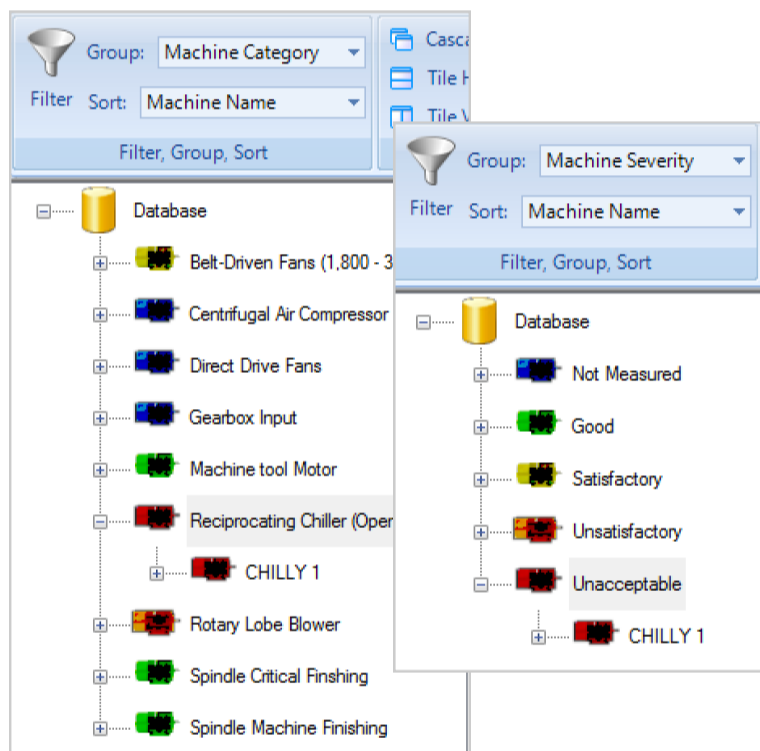 Group: Machine Category
Filter Sort: Machine Name
Filter, Group, Sort
Database
Belt-Driven Fans (1,800 - 3
Centrifugal Air Compressor
Direct Drive Fans
Gearbox Input
Machine tool Motor
Reciprocating Chiller (Oper
CHILLY 1
Rotary Lobe Blower
Spindle Critical Finshing
Spindle Machine Finishing
Casca
Tile H
Tile V
Group: Machine Severity
Filter Sort: Machine Name
Filter, Group, Sort
Database
Not Measured
Good
Satisfactory
Unsatisfactory
Unacceptable
CHILLY 1